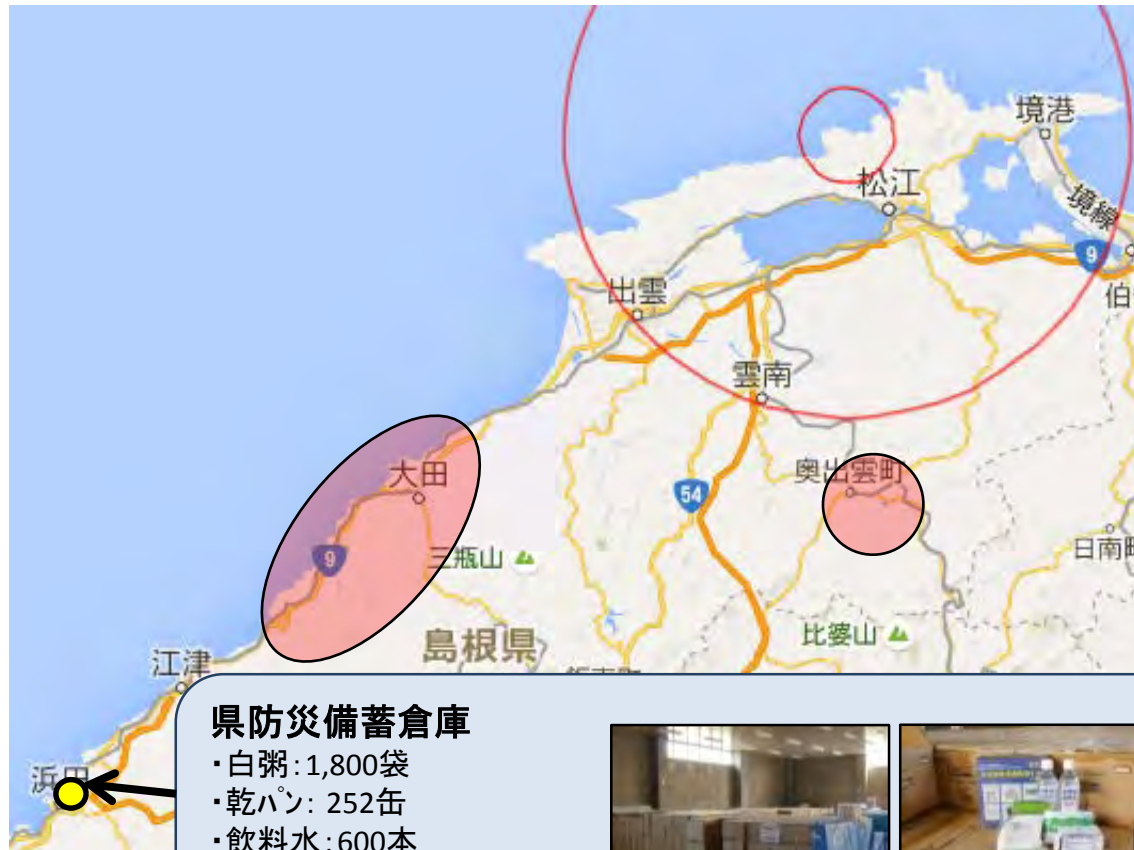 境港
松江
境線
9
出雲
伯
雲南
大田
奥出雲町
54
9
三瓶山
日南町
比婆山
島根県
江津
県防災備蓄倉庫
・白粥：1,800袋
浜田
・乾パン： 252缶
・飲料水：600本